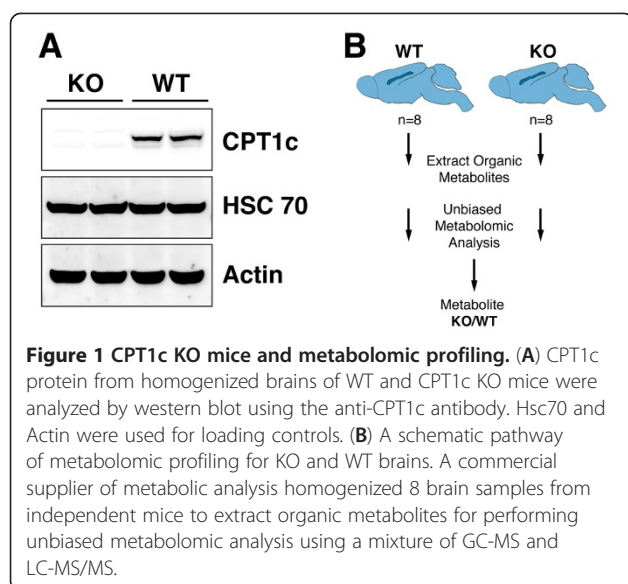 A
KO WT
CPT1c
HSC 70
Actin
B
WT KO
n=8 n=8
Extract Organic
Metabolites
Unbiased
Metabolomic
Analysis
Metabolite
KO/WT
Figure 1 CPT1c KO mice and metabolomic profiling. (A) CPT1c
protein from homogenized brains of WT and CPT1c KO mice were
analyzed by western blot using the anti-CPT1c antibody. Hsc70 and
Actin were used for loading controls. (B) A schematic pathway
of metabolomic profiling for KO and WT brains. A commercial
supplier of metabolic analysis homogenized 8 brain samples from
independent mice to extract organic metabolites for performing
unbiased metabolomic analysis using a mixture of GC-MS and
LC-MS/MS.